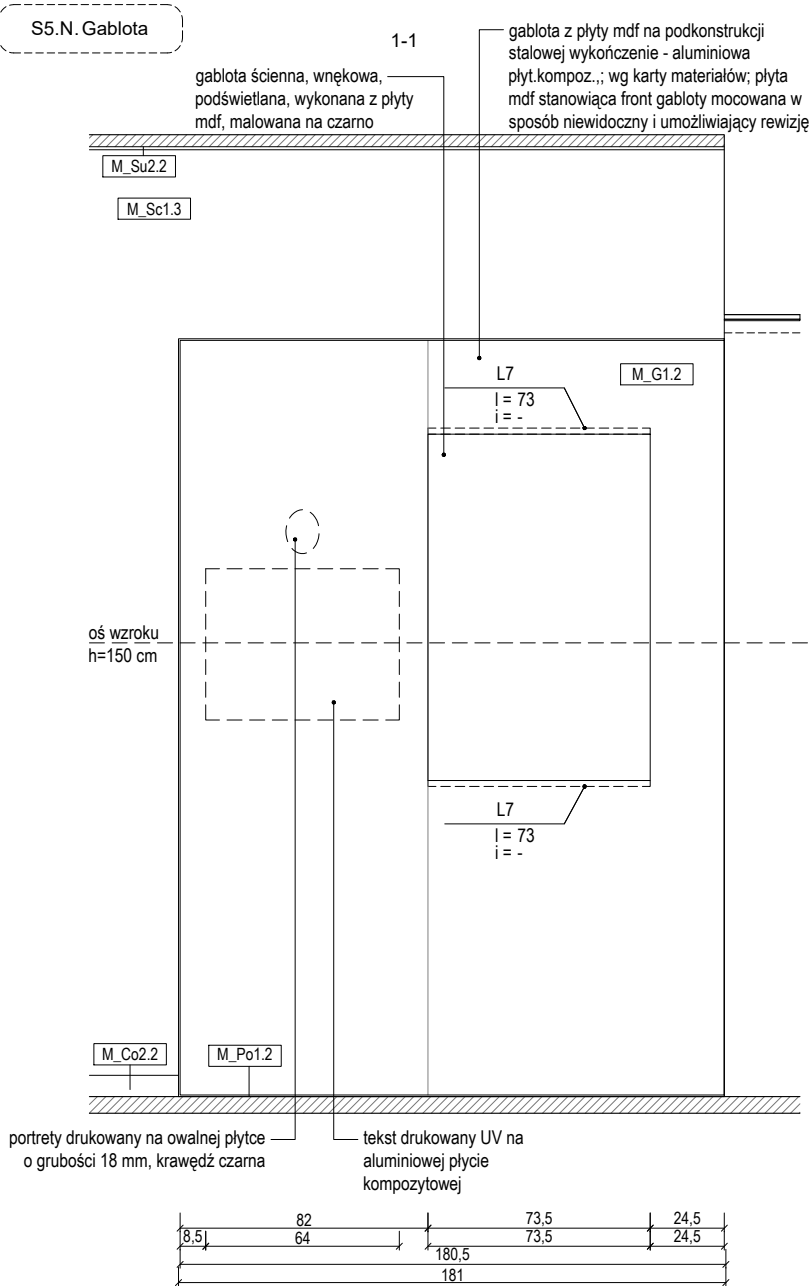 S5.N. Gablota
1-1
gablota ścienna, wnękowa,
podświetlana, wykonana z płyty
mdf, malowana na czarno
gablota z płyty mdf na podkonstrukcji
stalowej wykończenie - aluminiowa
płyt.kompoz.,; wg karty materiałów; płyta
mdf stanowiąca front gabloty mocowana w
sposób niewidoczny i umożliwiający rewizję
M_Su2.2
M_Sc1.3
L7
l = 73
i = -
M_G1.2
oś wzroku
h=150 cm
L7
l = 73
i = -
M_Co2.2
M_Po1.2
portrety drukowany na owalnej płytce
o grubości 18 mm, krawędź czarna
tekst drukowany UV na
aluminiowej płycie
kompozytowej
82 73,5 24,5
8,5 64 73,5 24,5
180,5
181